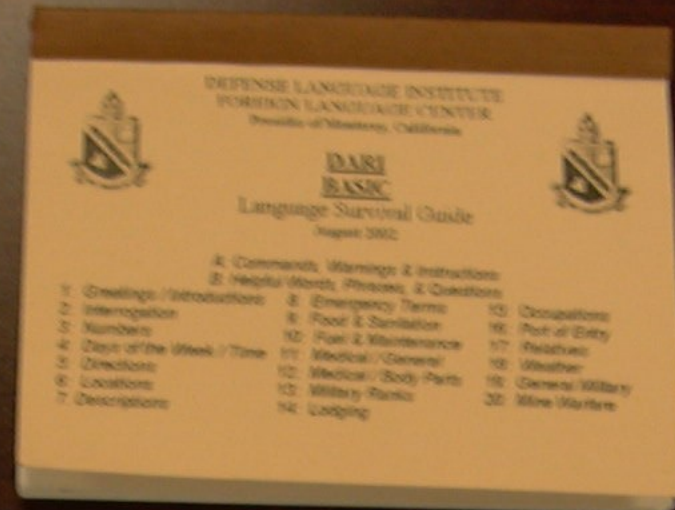 DEFENSE LANGUAGE INSTITUTE
FOREIGN LANGUAGE CENTER
Presidio of Monterey, California
DARI
BASIC
Language Survival Guide
August 2002
A: Commands, Warnings & Instructions
B: Helpful Words, Phrases, & Questions
1: Greetings / Introductions
2: Interrogation
3: Numbers
4: Days of the Week / Time
5: Directions
6: Locations
7: Descriptions
8: Emergency Terms
9: Food & Sanitation
10: Fuel & Maintenance
11: Medical / General
12: Medical / Body Parts
13: Military Ranks
14: Lodging
15: Occupations
16: Port of Entry
17: Relatives
18: Weather
19: General Military
20: Mine Warfare